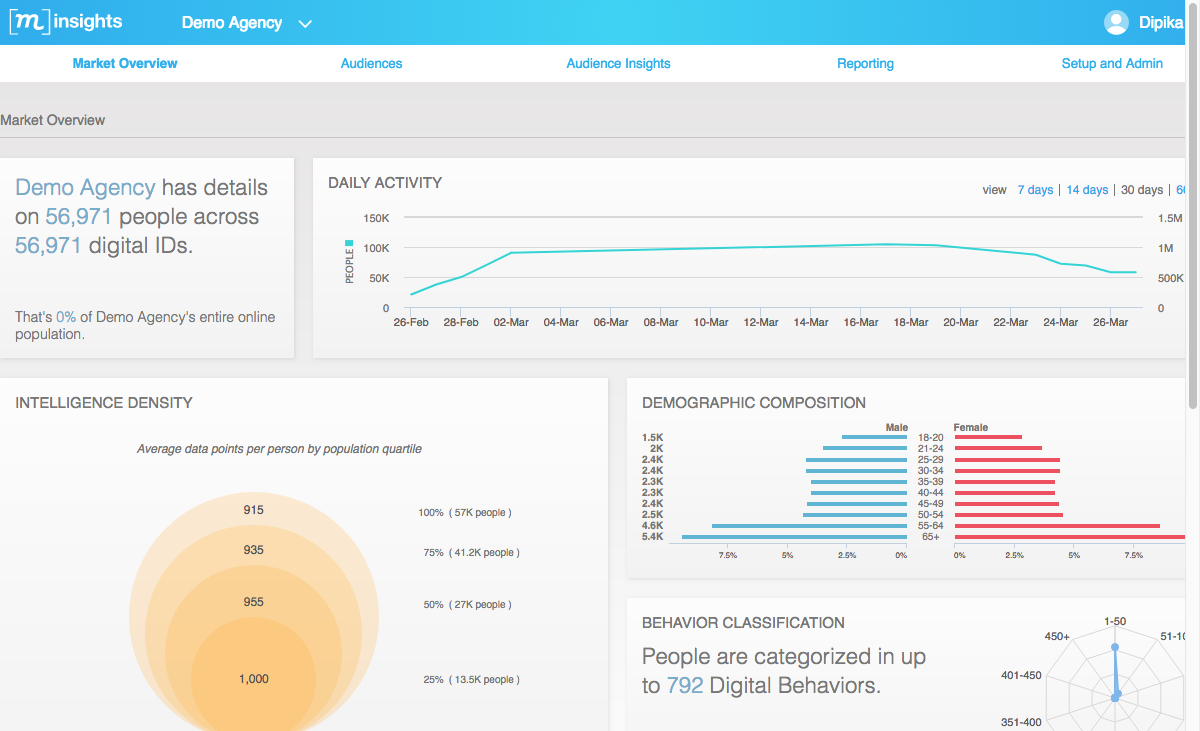 [m] insights
Demo Agency
Dipika
Market Overview
Audiences
Audience Insights
Reporting
Setup and Admin
Market Overview
Demo Agency has details
on 56,971 people across
56,971 digital IDs.
That's 0% of Demo Agency's entire online
population.
DAILY ACTIVITY
view 7 days | 14 days | 30 days | 
PEOPLE
150K
100K
50K
0
1.5M
1M
500K
0
26-Feb 28-Feb 02-Mar 04-Mar 06-Mar 08-Mar 10-Mar 12-Mar 14-Mar 16-Mar 18-Mar 20-Mar 22-Mar 24-Mar 26-Mar
INTELLIGENCE DENSITY
Average data points per person by population quartile
915 100% ( 57K people )
935 75% ( 41.2K people )
955 50% ( 27K people )
1,000 25% ( 13.5K people )
DEMOGRAPHIC COMPOSITION
Male Female
1.5K 18-20
2K 21-24
2.4K 25-29
2.4K 30-34
2.3K 35-39
2.3K 40-44
2.4K 45-49
2.5K 50-54
4.6K 55-64
5.4K 65+
7.5% 5% 2.5% 0% 0% 2.5% 5% 7.5%
BEHAVIOR CLASSIFICATION
People are categorized in up
to 792 Digital Behaviors.
1-50
450+
401-450
351-400